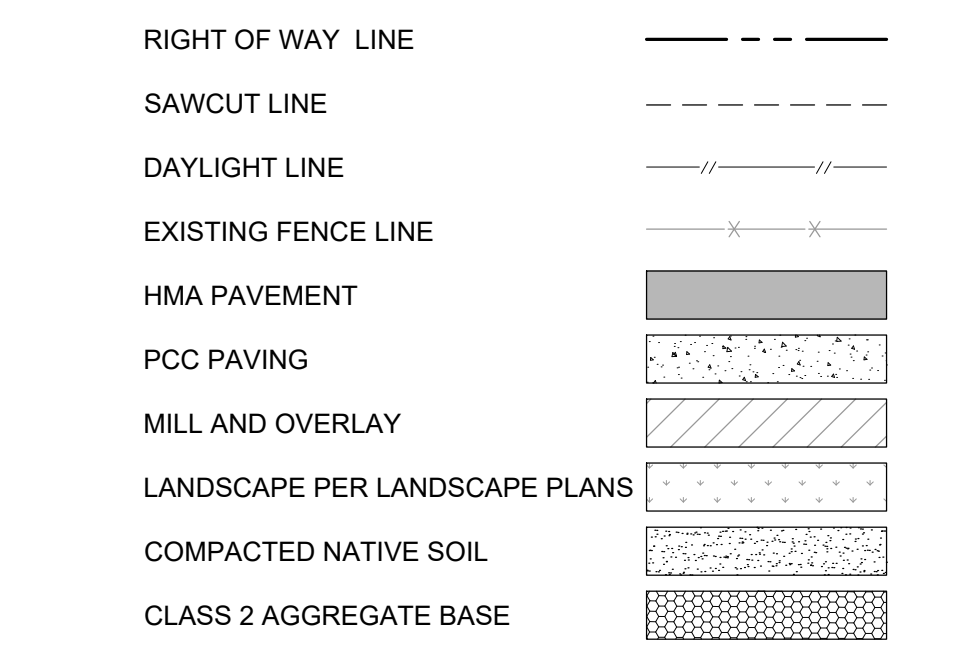 RIGHT OF WAY  LINE
SAWCUT LINE
DAYLIGHT LINE
EXISTING FENCE LINE
HMA PAVEMENT
PCC PAVING
MILL AND OVERLAY
LANDSCAPE PER LANDSCAPE PLANS
COMPACTED NATIVE SOIL
CLASS 2 AGGREGATE BASE